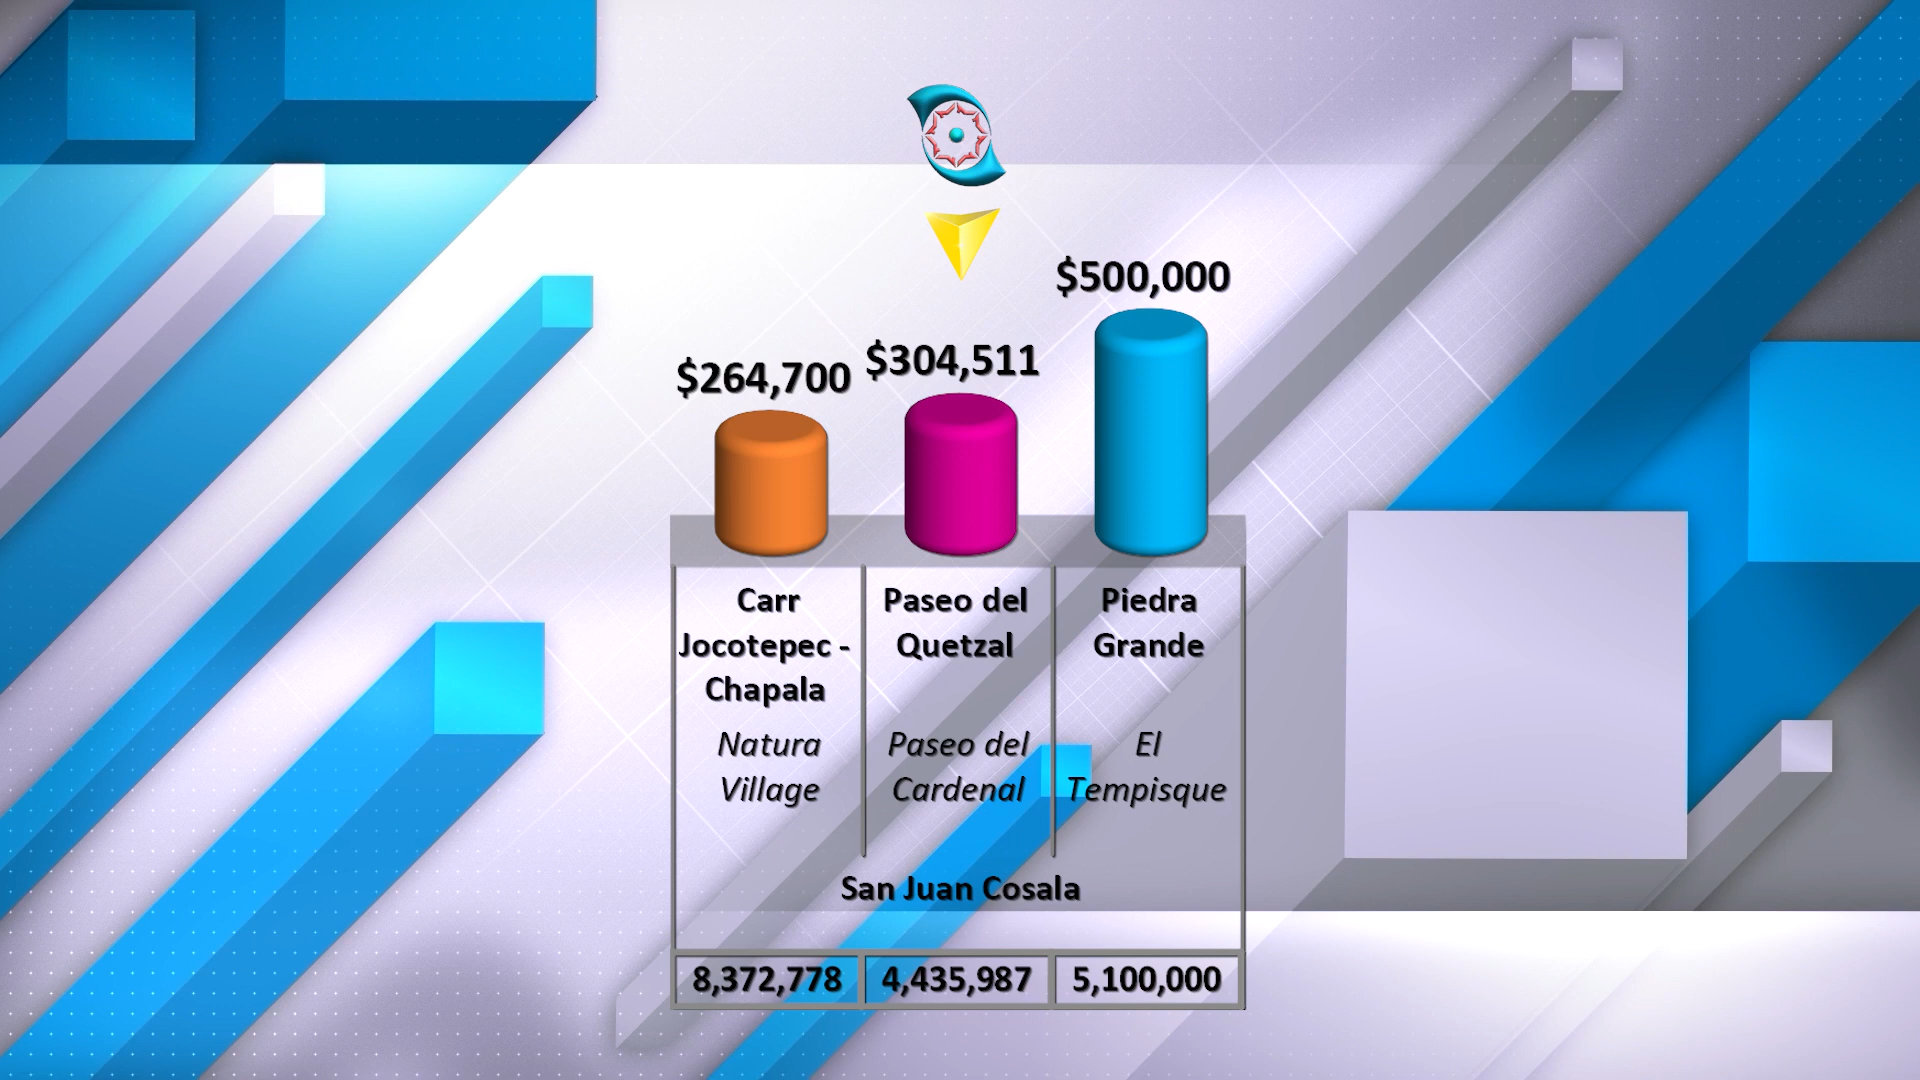 $500,000
$304,511
$264,700
Carr
Jocotepec -
Chapala
Natura
Village
Paseo del
Quetzal
Paseo del
Cardenal
Piedra
Grande
El
Tempisque
San Juan Cosala
8,372,778
4,435,987
5,100,000